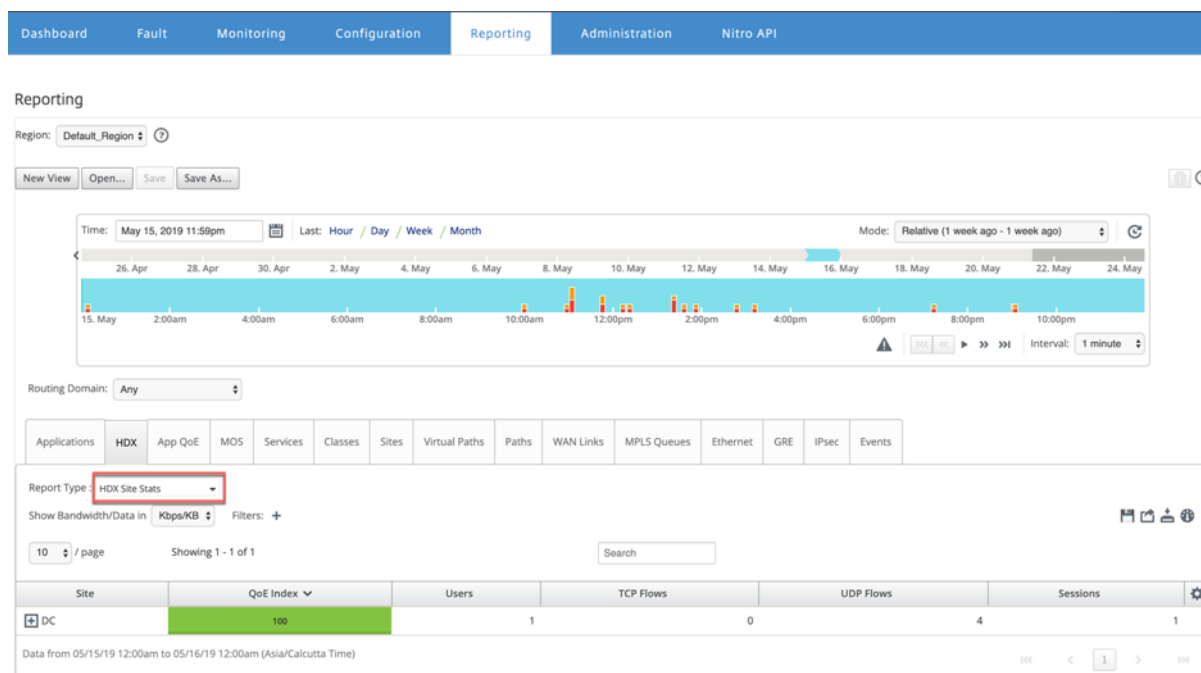 Dashboard Fault Monitoring Configuration Reporting Administration Nitro API
Reporting
Region: Default_Region ?
New View Open... Save Save As...
Time: May 15, 2019 11:59pm Last: Hour / Day / Week / Month Mode: Relative (1 week ago - 1 week ago)
26. Apr 28. Apr 30. Apr 2. May 4. May 6. May 8. May 10. May 12. May 14. May 16. May 18. May 20. May 22. May 24. May
15. May 2:00am 4:00am 6:00am 8:00am 10:00am 12:00pm 2:00pm 4:00pm 6:00pm 8:00pm 10:00pm
Interval: 1 minute
Routing Domain: Any
Applications HDX App QoE MOS Services Classes Sites Virtual Paths Paths WAN Links MPLS Queues Ethernet GRE IPsec Events
Report Type : HDX Site Stats
Show Bandwidth/Data in Kbps/KB Filters: +
10 / page Showing 1 - 1 of 1 Search
Site QoE Index Users TCP Flows UDP Flows Sessions
DC 100 1 0 4 1
Data from 05/15/19 12:00am to 05/16/19 12:00am (Asia/Calcutta Time)
1